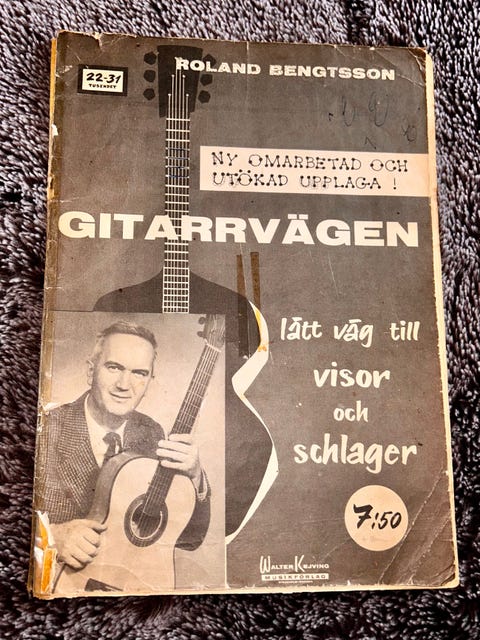 22-31
TUSENDET
ROLAND BENGTSSON
NY OMARBETAD OCH
UTÖKAD UPPLAGA !
GITARRVÄGEN
lätt väg till
visor
och
schlager
7:50
WALTER KEJVING
MUSIKFÖRLAG